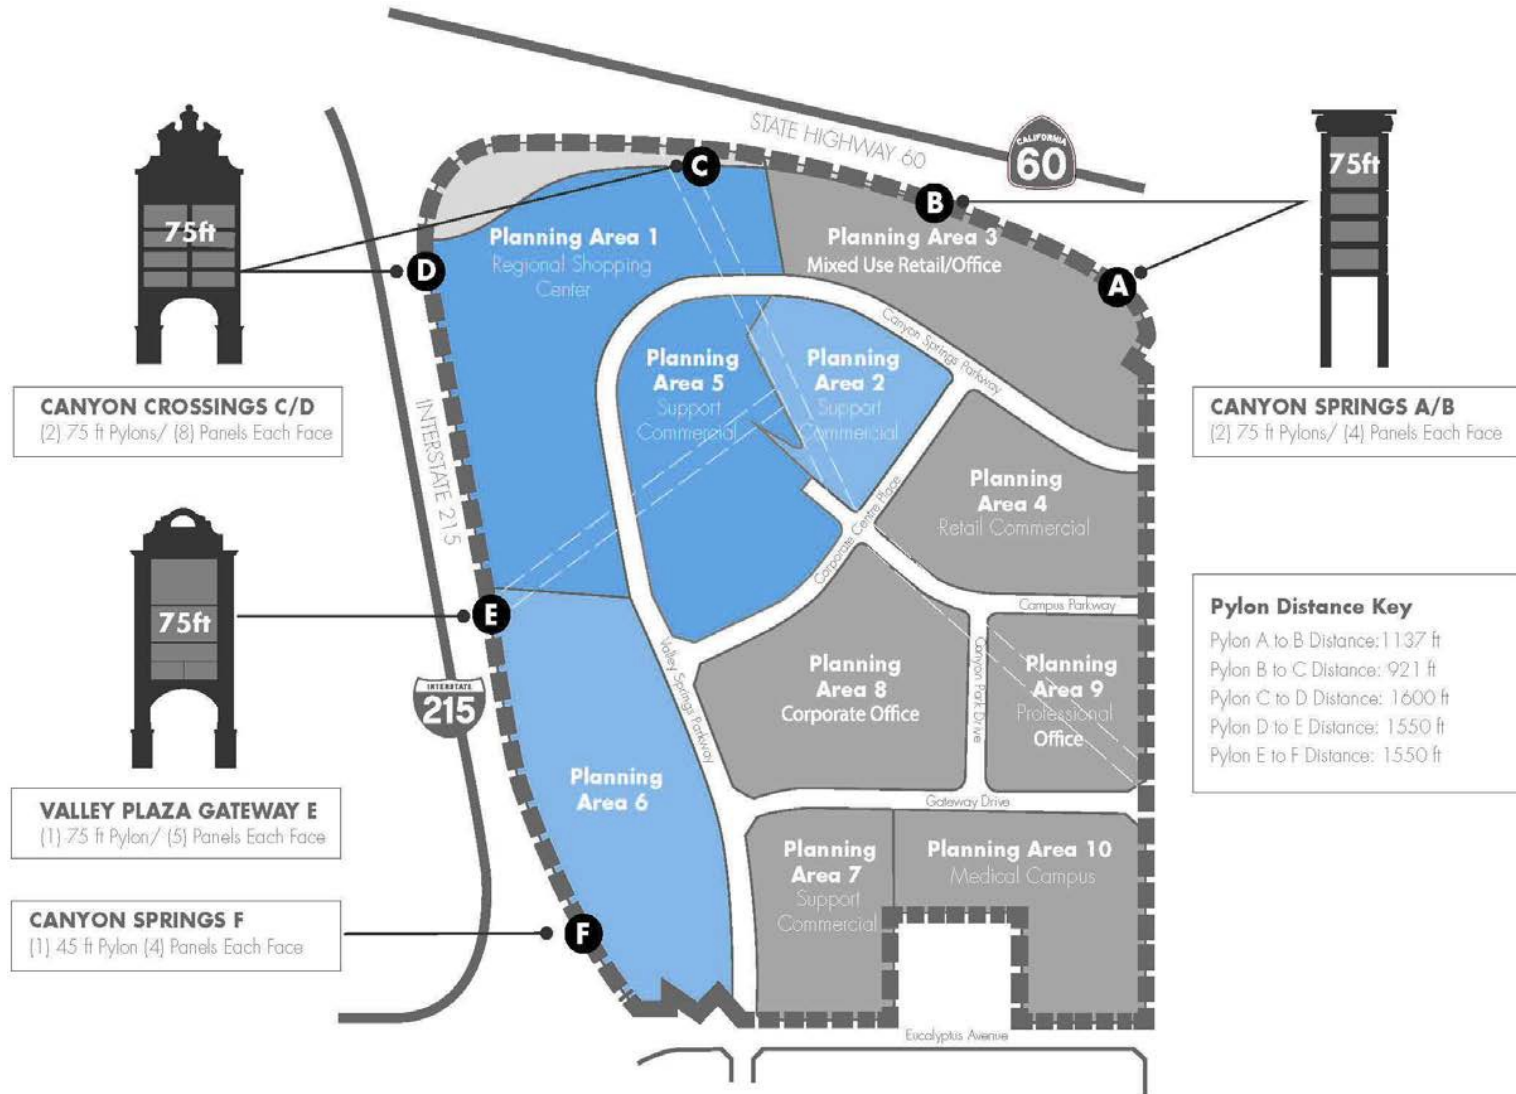 STATE HIGHWAY 60
CALIFORNIA
60
75ft
75ft
C
B
D
A
Planning Area 1
Regional Shopping
Center
Planning Area 3
Mixed Use Retail/Office
Canyon Springs Parkway
Planning
Area 5
Support
Commercial
Planning
Area 2
Support
Commercial
CANYON CROSSINGS C/D
(2) 75 ft Pylons/ (8) Panels Each Face
CANYON SPRINGS A/B
(2) 75 ft Pylons/ (4) Panels Each Face
INTERSTATE 215
Planning
Area 4
Retail Commercial
Corporate Centre Place
75ft
E
Campus Parkway
Pylon Distance Key
Pylon A to B Distance: 1137 ft
Pylon B to C Distance: 921 ft
Pylon C to D Distance: 1600 ft
Pylon D to E Distance: 1550 ft
Pylon E to F Distance: 1550 ft
INTERSTATE
215
Valley Springs Parkway
Planning
Area 8
Corporate Office
Canyon Park Drive
Planning
Area 9
Professional
Office
Planning
Area 6
VALLEY PLAZA GATEWAY E
(1) 75 ft Pylon/ (5) Panels Each Face
Gateway Drive
Planning
Area 7
Support
Commercial
Planning Area 10
Medical Campus
CANYON SPRINGS F
(1) 45 ft Pylon (4) Panels Each Face
F
Eucalyptus Avenue